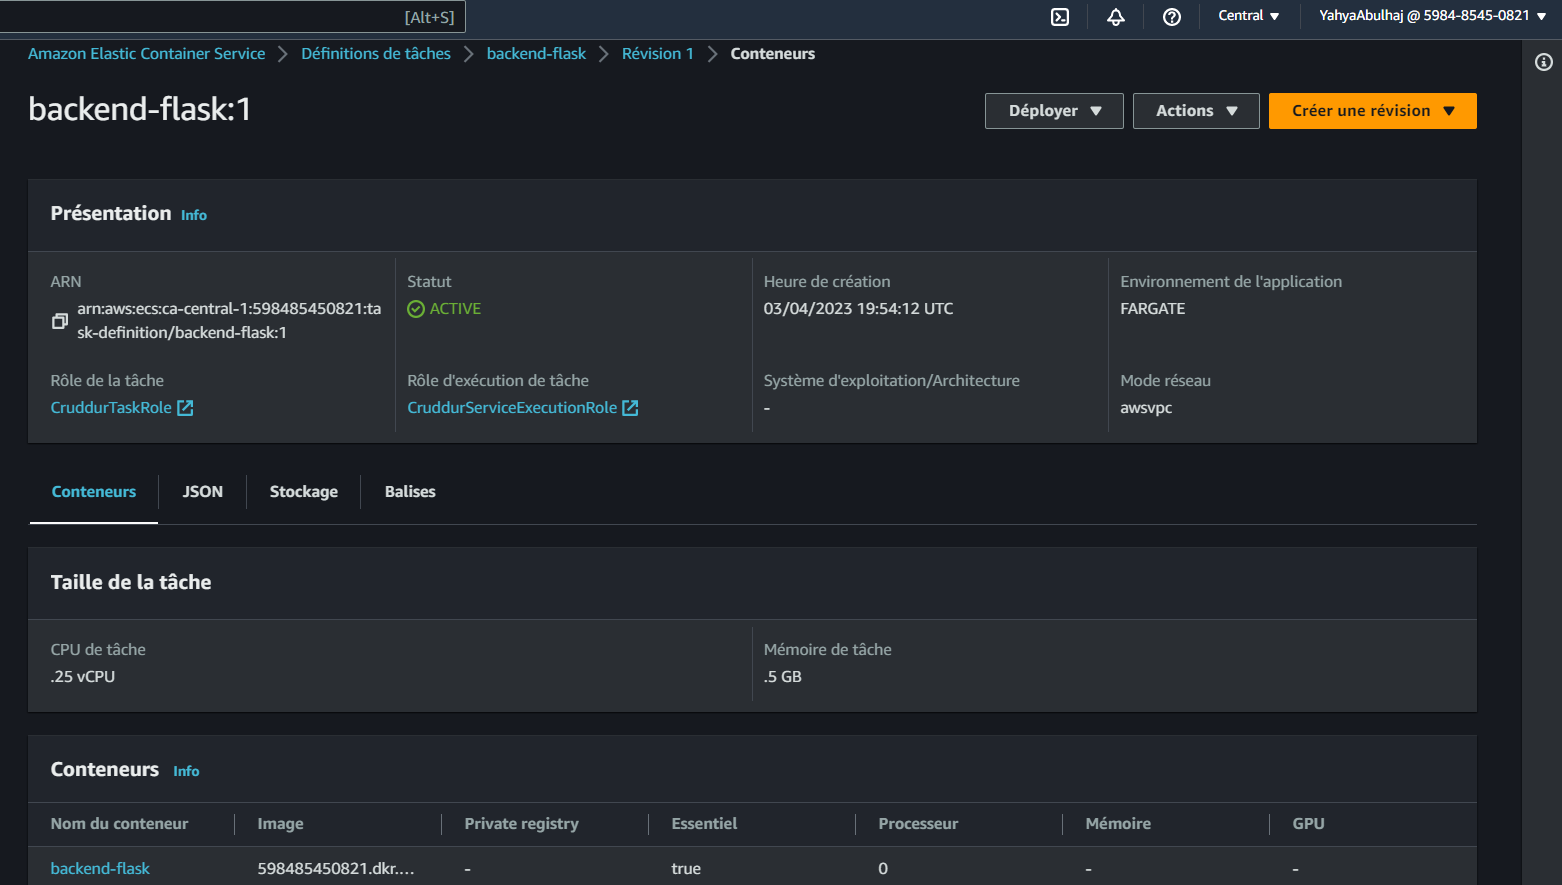 [Alt+S]
Central
YahyaAbulhaj @ 5984-8545-0821
Amazon Elastic Container Service
Définitions de tâches
backend-flask
Révision 1
Conteneurs
backend-flask:1
Déployer
Actions
Créer une révision
Présentation Info
ARN
arn:aws:ecs:ca-central-1:598485450821:ta
sk-definition/backend-flask:1
Statut
ACTIVE
Heure de création
03/04/2023 19:54:12 UTC
Environnement de l'application
FARGATE
Rôle de la tâche
CruddurTaskRole
Rôle d'exécution de tâche
CruddurServiceExecutionRole
Système d'exploitation/Architecture
-
Mode réseau
awsvpc
Conteneurs
JSON
Stockage
Balises
Taille de la tâche
CPU de tâche
.25 vCPU
Mémoire de tâche
.5 GB
Conteneurs Info
Nom du conteneur
Image
Private registry
Essentiel
Processeur
Mémoire
GPU
backend-flask
598485450821.dkr....
-
true
0
-
-